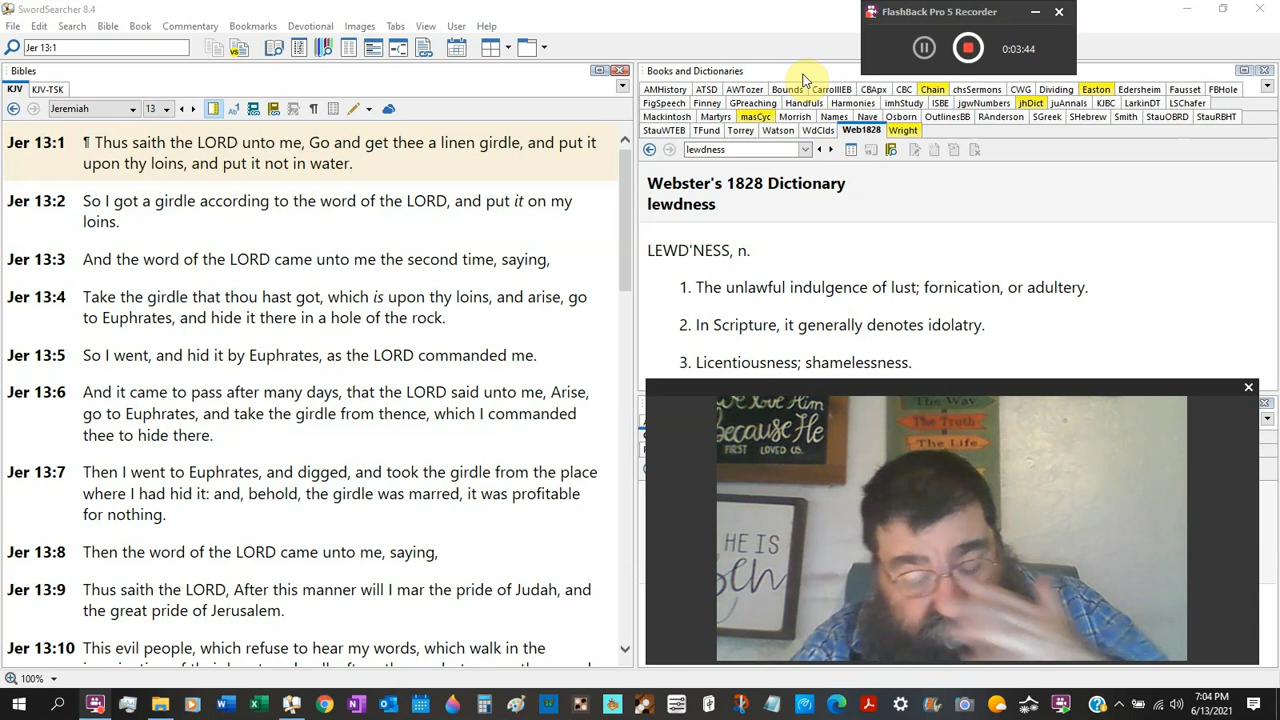 SwordSearcher 8.4
File Edit Search Bible Book Commentary Bookmarks Devotional Images Tabs View User Help
Jer 13:1
vs
FlashBack Pro 5 Recorder
0:03:44
Bibles
KJV KJV-TSK
Jeremiah 13
Jer 13:1 ¶ Thus saith the LORD unto me, Go and get thee a linen girdle, and put it
upon thy loins, and put it not in water.
Jer 13:2 So I got a girdle according to the word of the LORD, and put it on my
loins.
Jer 13:3 And the word of the LORD came unto me the second time, saying,
Jer 13:4 Take the girdle that thou hast got, which is upon thy loins, and arise, go
to Euphrates, and hide it there in a hole of the rock.
Jer 13:5 So I went, and hid it by Euphrates, as the LORD commanded me.
Jer 13:6 And it came to pass after many days, that the LORD said unto me, Arise,
go to Euphrates, and take the girdle from thence, which I commanded
thee to hide there.
Jer 13:7 Then I went to Euphrates, and digged, and took the girdle from the place
where I had hid it: and, behold, the girdle was marred, it was profitable
for nothing.
Jer 13:8 Then the word of the LORD came unto me, saying,
Jer 13:9 Thus saith the LORD, After this manner will I mar the pride of Judah, and
the great pride of Jerusalem.
Jer 13:10 This evil people, which refuse to hear my words, which walk in the
100%
Books and Dictionaries
AMHistory ATSD AWTozer Bounds CarrollIEB CBApx CBC Chain chsSermons CWG Dividing Easton Edersheim Fausset FBHole
FigSpeech Finney GPreaching Handfuls Harmonies imhStudy ISBE jgwNumbers jhDict juAnnals KJBC LarkinDT LSChafer
Mackintosh Martyrs masCyc Morrish Names Nave Osborn OutlinesBB RAnderson SGreek SHebrew Smith StauOBRD StauRBHT
StauWTEB TFund Torrey Watson WdClds Web1828 Wright
lewdness
Webster's 1828 Dictionary
lewdness
LEWD'NESS, n.
1. The unlawful indulgence of lust; fornication, or adultery.
2. In Scripture, it generally denotes idolatry.
3. Licentiousness; shamelessness.
We love Him
because He
FIRST LOVED US.
The Way
The Truth
The Life
HE IS
7:04 PM
6/13/2021